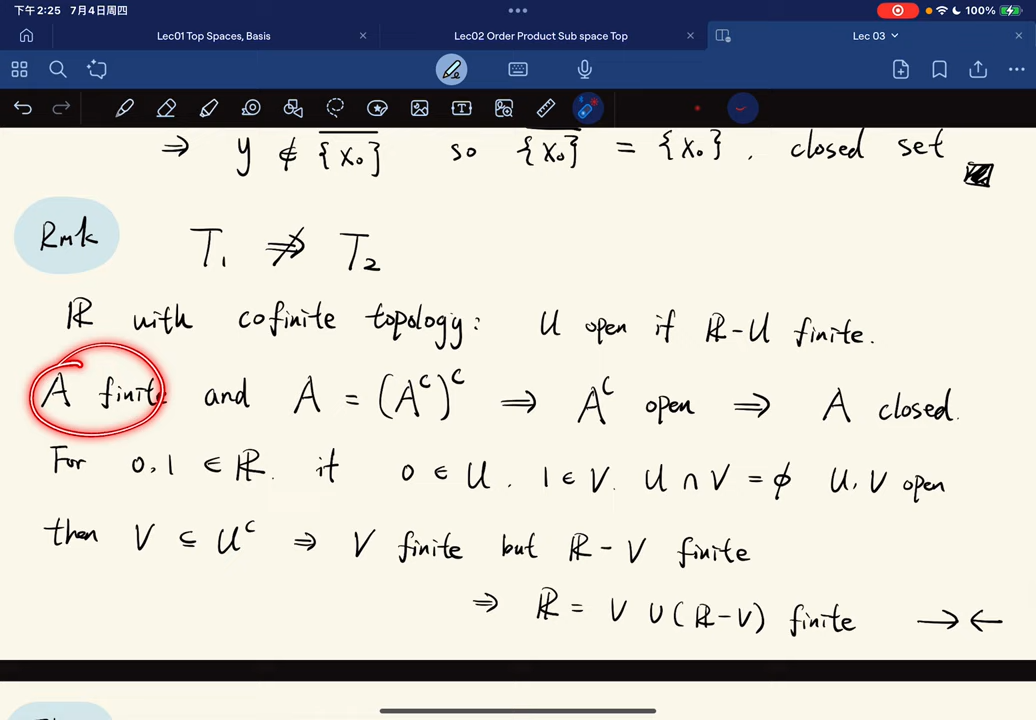 下午2:25 7月4日周四 100%
Lec01 Top Spaces, Basis Lec02 Order Product Sub space Top Lec 03
⇒ y ∉ \overline{{x₀}} so \overline{{x₀}} = {x₀}, closed set
Rmk T₁ ⇏ T₂
ℝ with cofinite topology: U open if ℝ-U finite.
A finite and A = (Aᶜ)ᶜ ⇒ Aᶜ open ⇒ A closed.
For 0,1 ∈ ℝ. if 0 ∈ U, 1 ∈ V. U ∩ V = ϕ U, V open
then V ⊆ Uᶜ ⇒ V finite but ℝ - V finite
⇒ ℝ = V ∪ (ℝ-V) finite →←